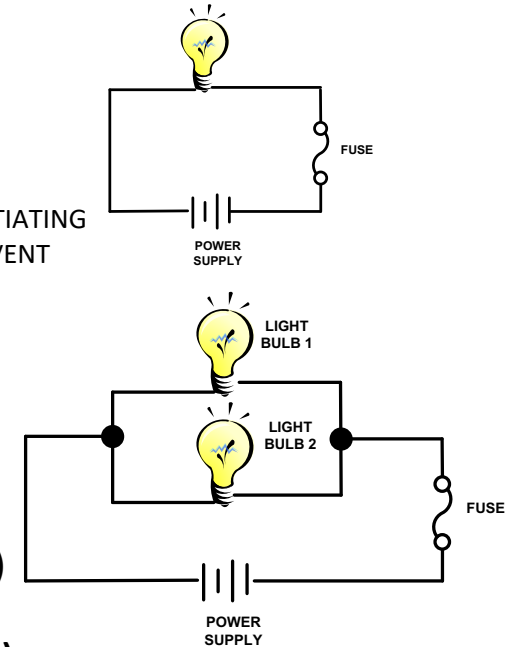 FUSE
TIATING
VENT
POWER
SUPPLY
LIGHT
BULB 1
LIGHT
BULB 2
FUSE
)
POWER
SUPPLY